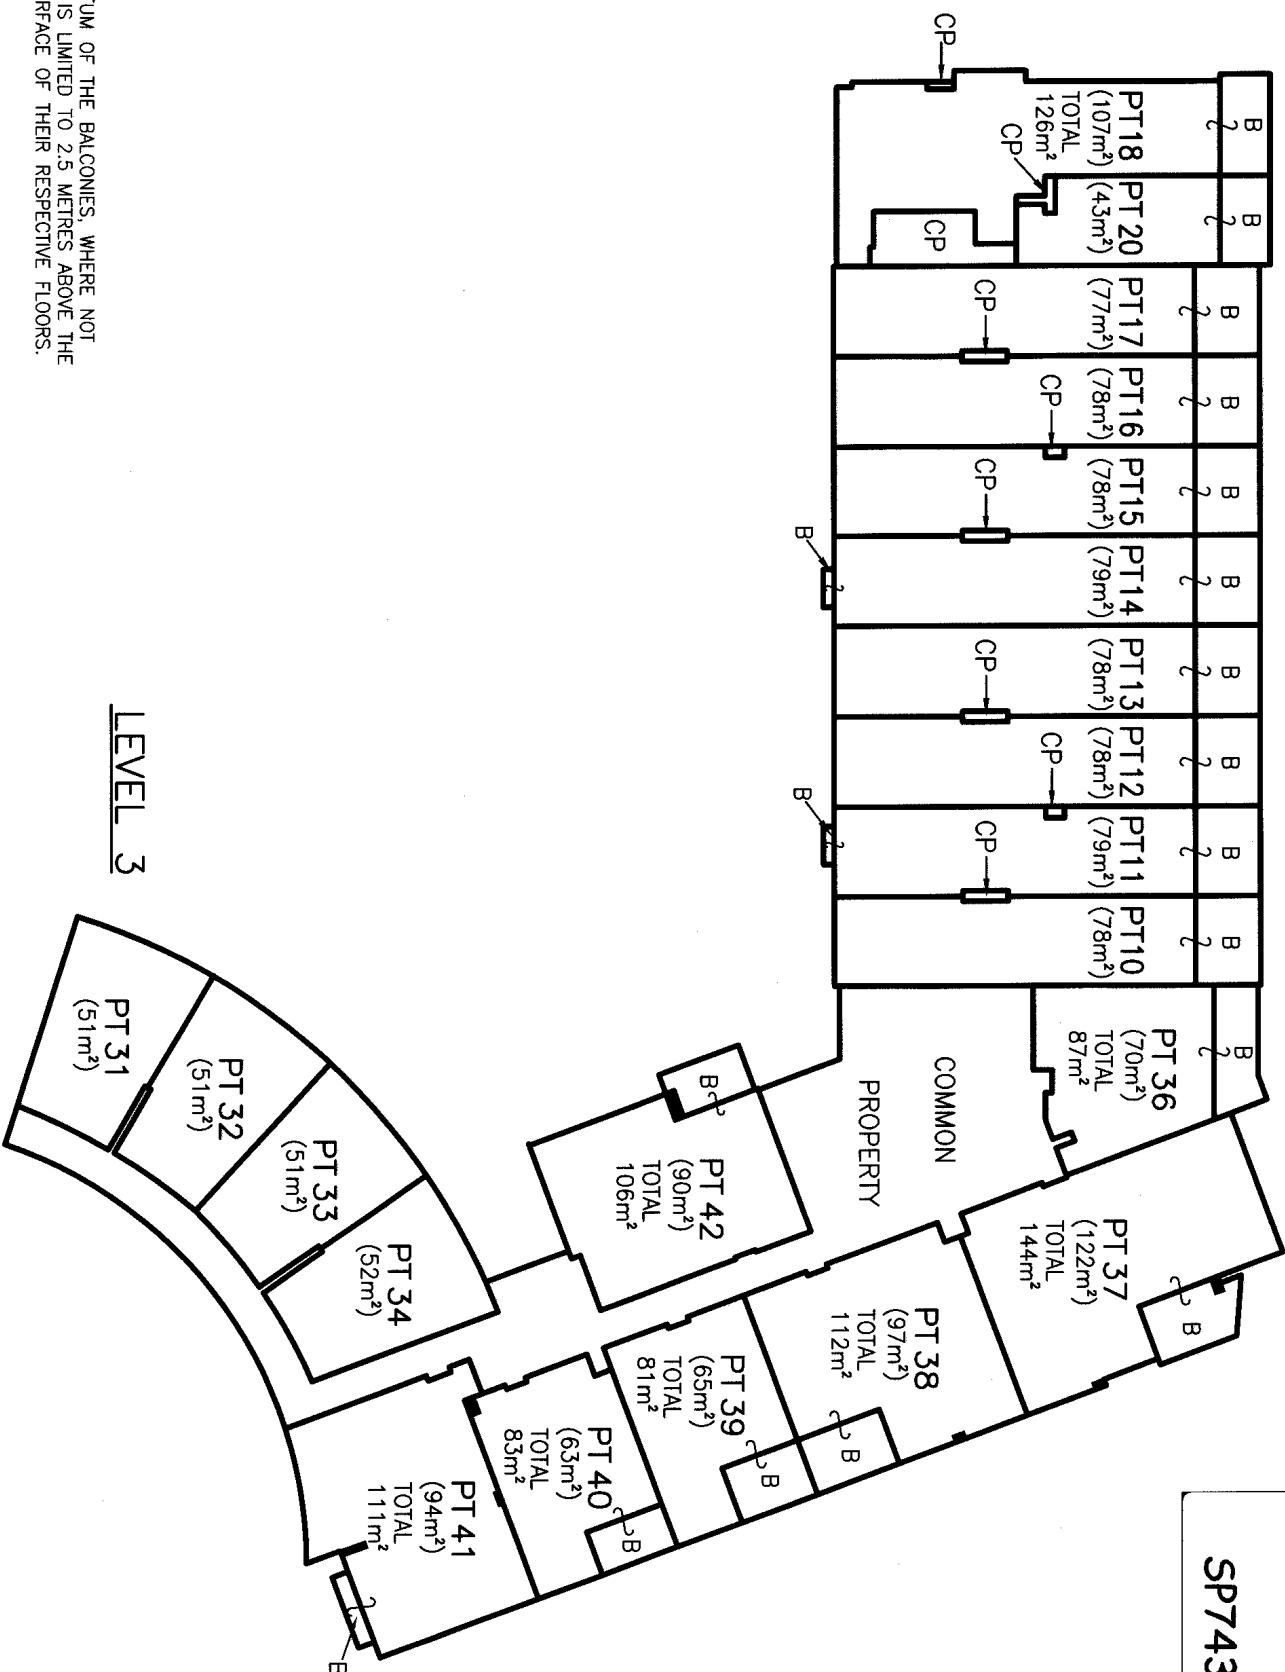 SP743
B
PT18
(107m²)
TOTAL
126m²
CP
CP
B
PT 20
(43m²)
CP
B
PT17
(77m²)
CP
B
PT16
(78m²)
CP
B
PT15
(78m²)
CP
B
PT14
(79m²)
B
B
PT13
(78m²)
CP
B
PT12
(78m²)
CP
B
PT11
(79m²)
CP
B
B
PT10
(78m²)
B
PT 36
(70m²)
TOTAL
87m²
COMMON
PROPERTY
PT 37
(122m²)
TOTAL
144m²
B
PT 38
(97m²)
TOTAL
112m²
B
PT 39
(65m²)
TOTAL
81m²
B
PT 40
(63m²)
TOTAL
83m²
B
PT 41
(94m²)
TOTAL
111m²
B
PT 42
(90m²)
TOTAL
106m²
B
PT 34
(52m²)
PT 33
(51m²)
PT 32
(51m²)
PT 31
(51m²)
LEVEL 3
TUM OF THE BALCONIES, WHERE NOT
IS LIMITED TO 2.5 METRES ABOVE THE
RFACE OF THEIR RESPECTIVE FLOORS.